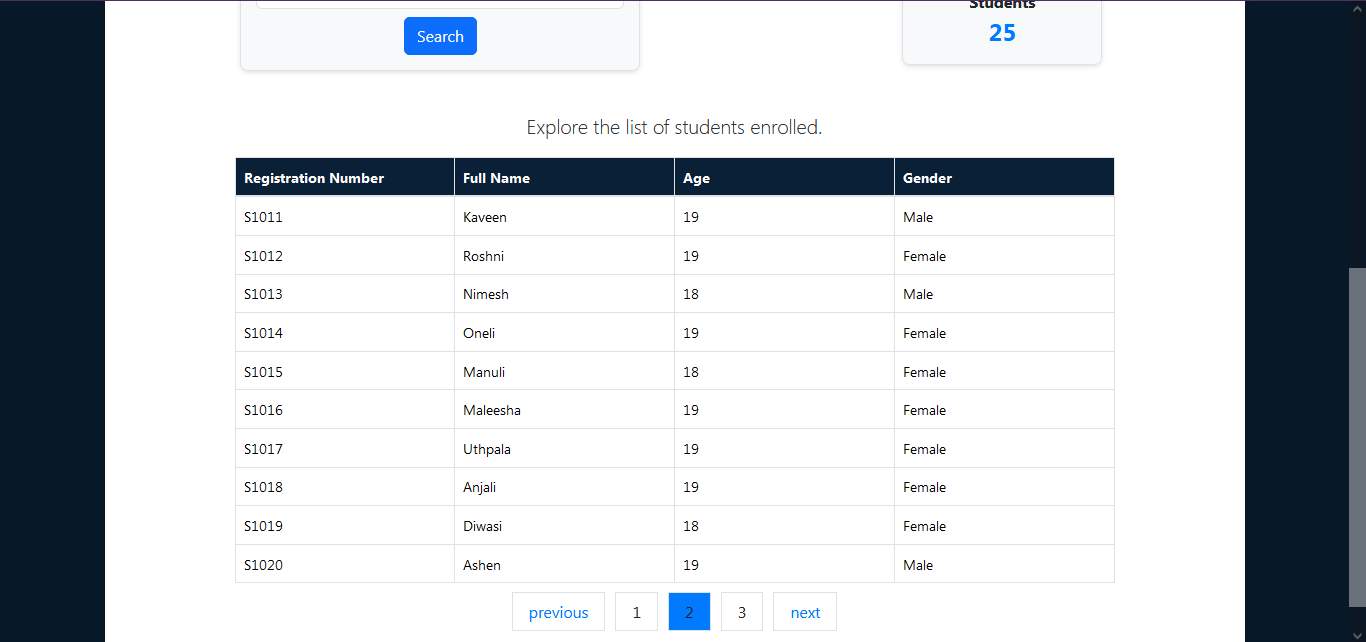 Students
Search
25
Explore the list of students enrolled.
Registration Number Full Name Age Gender
S1011 Kaveen 19 Male
S1012 Roshni 19 Female
S1013 Nimesh 18 Male
S1014 Oneli 19 Female
S1015 Manuli 18 Female
S1016 Maleesha 19 Female
S1017 Uthpala 19 Female
S1018 Anjali 19 Female
S1019 Diwasi 18 Female
S1020 Ashen 19 Male
previous 1 2 3 next